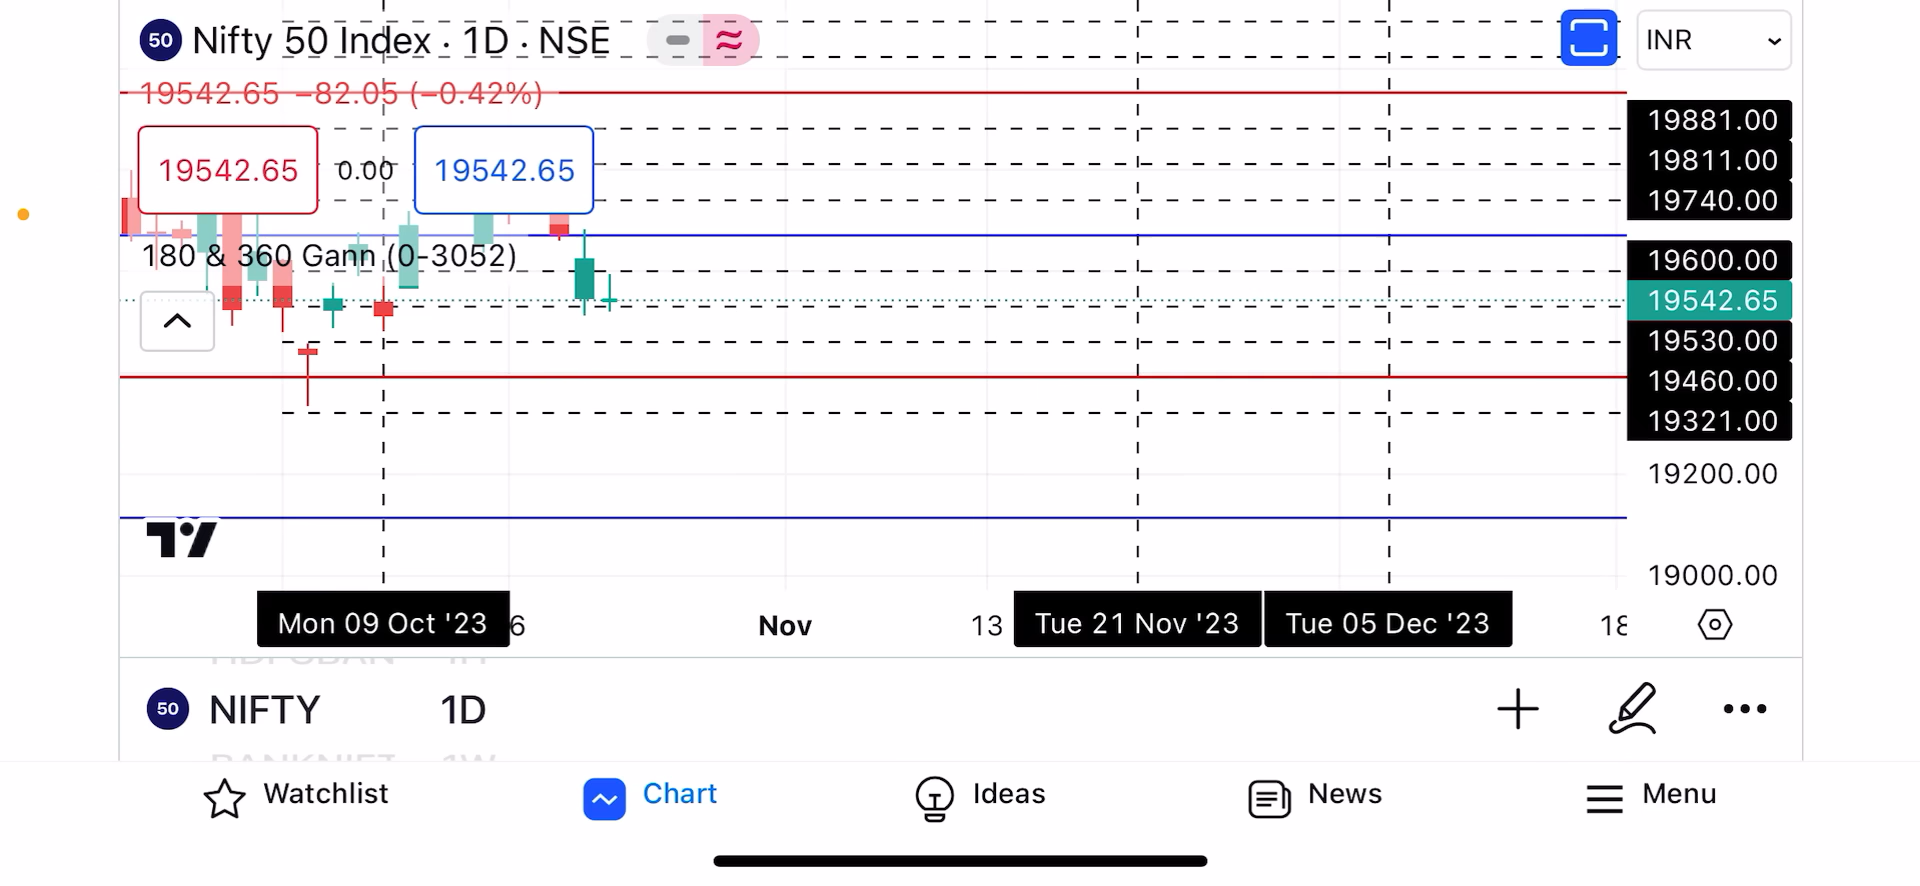 50 Nifty 50 Index · 1D · NSE
INR
19542.65 −82.05 (−0.42%)
19881.00
19542.65 0.00 19542.65
19811.00
19740.00
180 & 360 Gann (0-3052)
19600.00
19542.65
19530.00
19460.00
19321.00
19200.00
19000.00
Mon 09 Oct '23 6 Nov 13 Tue 21 Nov '23 Tue 05 Dec '23 18
50 NIFTY 1D
Watchlist Chart Ideas News Menu